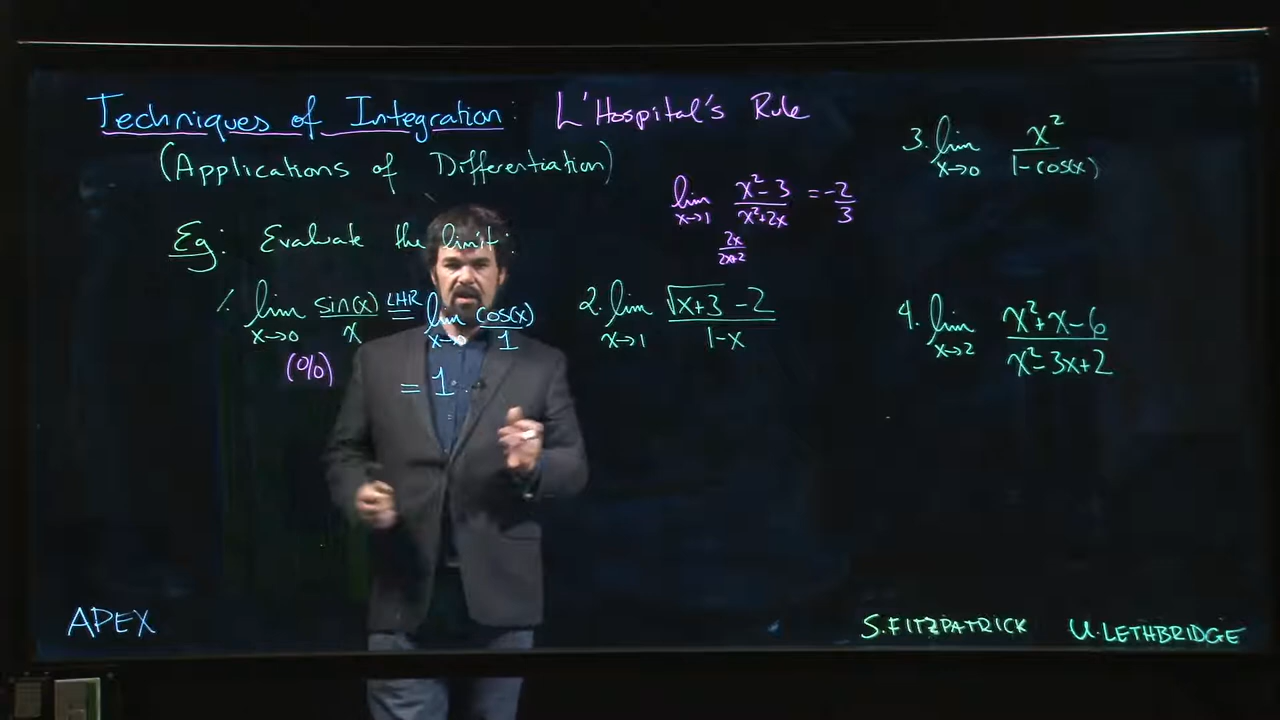 Techniques of Integration: L'Hospital's Rule
(Applications of Differentiation)
lim x→1 x²-3 / x²+2x = -2/3
2x / 2x+2
Eg: Evaluate the limit:
1. lim x→0 sin(x) / x LHR = lim x→0 cos(x) / 1
(0/0)
= 1.
2. lim x→1 √x+3 - 2 / 1-x
3. lim x→0 x² / 1-cos(x)
4. lim x→2 x²+x-6 / x²-3x+2
APEX
S.FITZPATRICK U.LETHBRIDGE